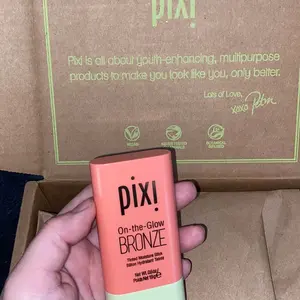 pixi
Pixi is all about youth-enhancing, multipurpose
products to make you look like you, only better.
Lots of Love,
xoxo Petra
VEGAN
pixi
On-the-Glow
BRONZE
Tinted Moisture Stick